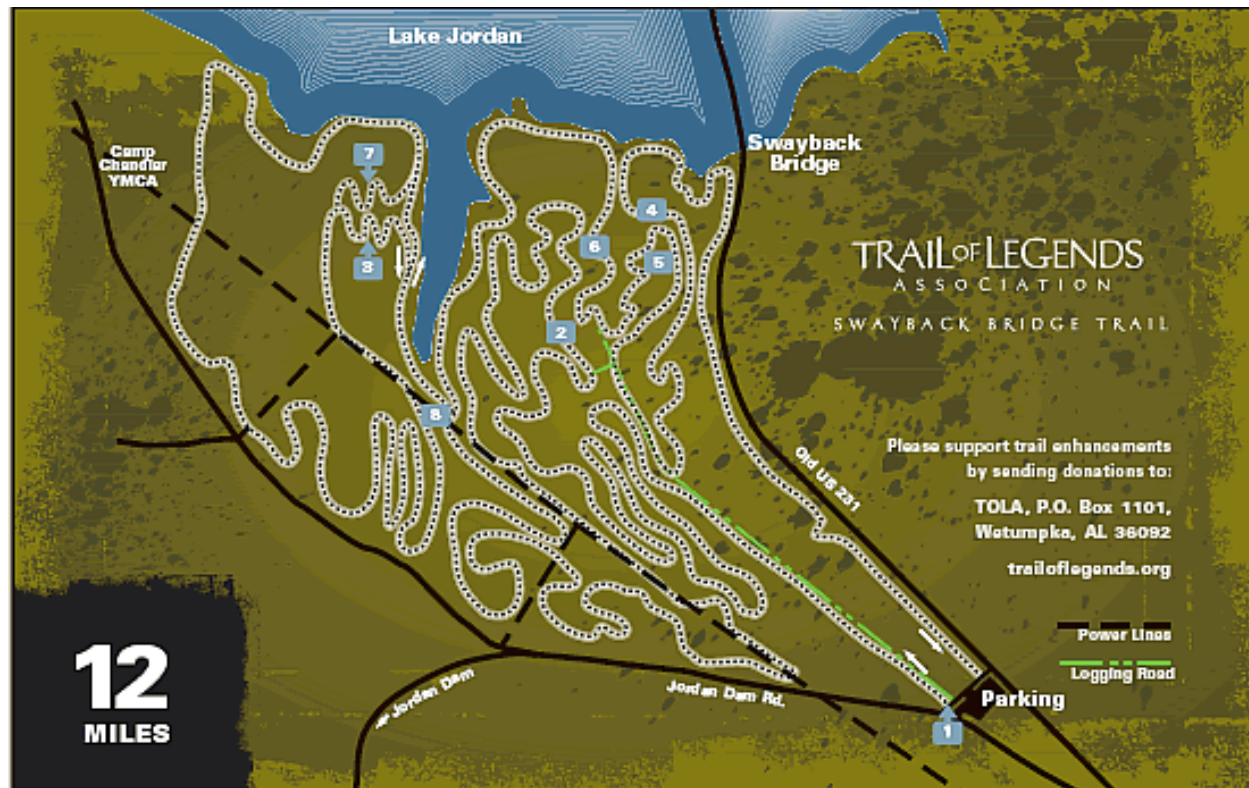 Lake Jordan
Camp
Chandler
YMCA
7
Swayback
Bridge
4
TRAIL OF LEGENDS
ASSOCIATION
SWAYBACK BRIDGE TRAIL
6
5
3
2
8
Please support trail enhancements
by sending donations to:
TOLA, P.O. Box 1101,
Wetumpka, AL 36092
trailoflegends.org
Old US 231
Power Lines
Logging Road
12
MILES
Jordan Dam
Jordan Dam Rd.
Parking
1